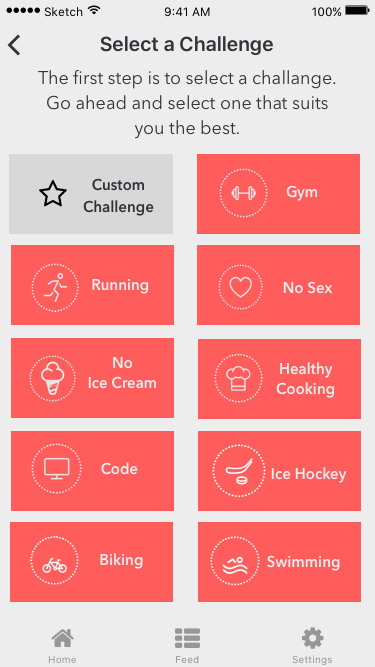 Sketch 9:41 AM 100%
Select a Challenge
The first step is to select a challange.
Go ahead and select one that suits
you the best.
Custom
Challenge
Gym
Running
No Sex
No
Ice Cream
Healthy
Cooking
Code
Ice Hockey
Biking
Swimming
Home Feed Settings